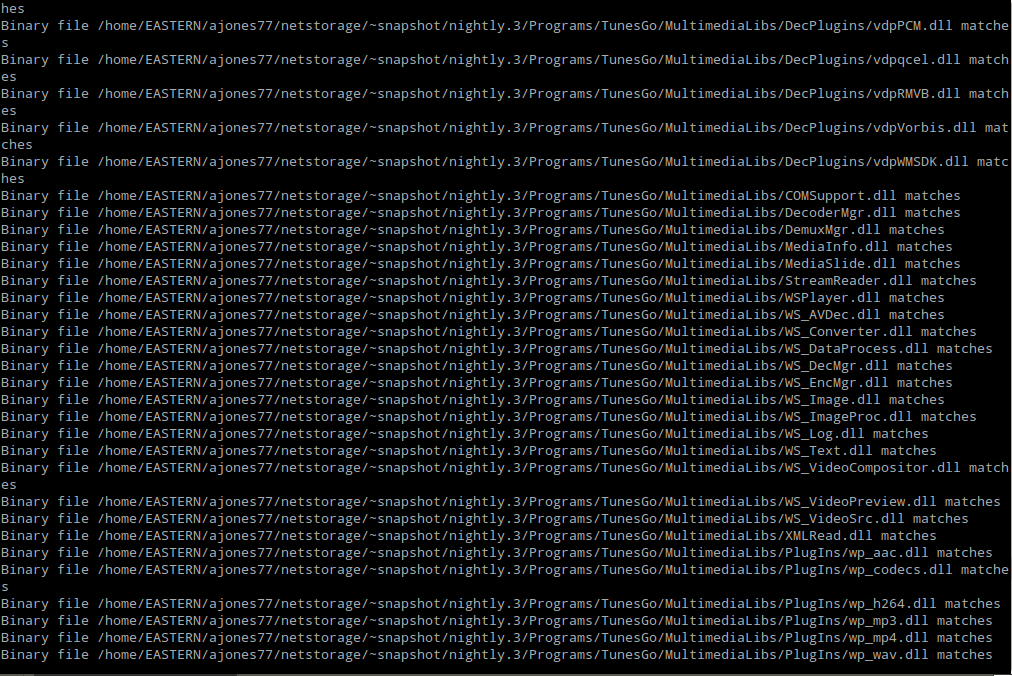 hes
Binary file /home/EASTERN/ajones77/netstorage/~snapshot/nightly.3/Programs/TunesGo/MultimediaLibs/DecPlugins/vdpPCM.dll matche
s
Binary file /home/EASTERN/ajones77/netstorage/~snapshot/nightly.3/Programs/TunesGo/MultimediaLibs/DecPlugins/vdpqcel.dll match
es
Binary file /home/EASTERN/ajones77/netstorage/~snapshot/nightly.3/Programs/TunesGo/MultimediaLibs/DecPlugins/vdpRMVB.dll match
es
Binary file /home/EASTERN/ajones77/netstorage/~snapshot/nightly.3/Programs/TunesGo/MultimediaLibs/DecPlugins/vdpVorbis.dll mat
ches
Binary file /home/EASTERN/ajones77/netstorage/~snapshot/nightly.3/Programs/TunesGo/MultimediaLibs/DecPlugins/vdpWMSDK.dll matc
hes
Binary file /home/EASTERN/ajones77/netstorage/~snapshot/nightly.3/Programs/TunesGo/MultimediaLibs/COMSupport.dll matches
Binary file /home/EASTERN/ajones77/netstorage/~snapshot/nightly.3/Programs/TunesGo/MultimediaLibs/DecoderMgr.dll matches
Binary file /home/EASTERN/ajones77/netstorage/~snapshot/nightly.3/Programs/TunesGo/MultimediaLibs/DemuxMgr.dll matches
Binary file /home/EASTERN/ajones77/netstorage/~snapshot/nightly.3/Programs/TunesGo/MultimediaLibs/MediaInfo.dll matches
Binary file /home/EASTERN/ajones77/netstorage/~snapshot/nightly.3/Programs/TunesGo/MultimediaLibs/MediaSlide.dll matches
Binary file /home/EASTERN/ajones77/netstorage/~snapshot/nightly.3/Programs/TunesGo/MultimediaLibs/StreamReader.dll matches
Binary file /home/EASTERN/ajones77/netstorage/~snapshot/nightly.3/Programs/TunesGo/MultimediaLibs/WSPlayer.dll matches
Binary file /home/EASTERN/ajones77/netstorage/~snapshot/nightly.3/Programs/TunesGo/MultimediaLibs/WS_AVDec.dll matches
Binary file /home/EASTERN/ajones77/netstorage/~snapshot/nightly.3/Programs/TunesGo/MultimediaLibs/WS_Converter.dll matches
Binary file /home/EASTERN/ajones77/netstorage/~snapshot/nightly.3/Programs/TunesGo/MultimediaLibs/WS_DataProcess.dll matches
Binary file /home/EASTERN/ajones77/netstorage/~snapshot/nightly.3/Programs/TunesGo/MultimediaLibs/WS_DecMgr.dll matches
Binary file /home/EASTERN/ajones77/netstorage/~snapshot/nightly.3/Programs/TunesGo/MultimediaLibs/WS_EncMgr.dll matches
Binary file /home/EASTERN/ajones77/netstorage/~snapshot/nightly.3/Programs/TunesGo/MultimediaLibs/WS_Image.dll matches
Binary file /home/EASTERN/ajones77/netstorage/~snapshot/nightly.3/Programs/TunesGo/MultimediaLibs/WS_ImageProc.dll matches
Binary file /home/EASTERN/ajones77/netstorage/~snapshot/nightly.3/Programs/TunesGo/MultimediaLibs/WS_Log.dll matches
Binary file /home/EASTERN/ajones77/netstorage/~snapshot/nightly.3/Programs/TunesGo/MultimediaLibs/WS_Text.dll matches
Binary file /home/EASTERN/ajones77/netstorage/~snapshot/nightly.3/Programs/TunesGo/MultimediaLibs/WS_VideoCompositor.dll match
es
Binary file /home/EASTERN/ajones77/netstorage/~snapshot/nightly.3/Programs/TunesGo/MultimediaLibs/WS_VideoPreview.dll matches
Binary file /home/EASTERN/ajones77/netstorage/~snapshot/nightly.3/Programs/TunesGo/MultimediaLibs/WS_VideoSrc.dll matches
Binary file /home/EASTERN/ajones77/netstorage/~snapshot/nightly.3/Programs/TunesGo/MultimediaLibs/XMLRead.dll matches
Binary file /home/EASTERN/ajones77/netstorage/~snapshot/nightly.3/Programs/TunesGo/MultimediaLibs/PlugIns/wp_aac.dll matches
Binary file /home/EASTERN/ajones77/netstorage/~snapshot/nightly.3/Programs/TunesGo/MultimediaLibs/PlugIns/wp_codecs.dll matche
s
Binary file /home/EASTERN/ajones77/netstorage/~snapshot/nightly.3/Programs/TunesGo/MultimediaLibs/PlugIns/wp_h264.dll matches
Binary file /home/EASTERN/ajones77/netstorage/~snapshot/nightly.3/Programs/TunesGo/MultimediaLibs/PlugIns/wp_mp3.dll matches
Binary file /home/EASTERN/ajones77/netstorage/~snapshot/nightly.3/Programs/TunesGo/MultimediaLibs/PlugIns/wp_mp4.dll matches
Binary file /home/EASTERN/ajones77/netstorage/~snapshot/nightly.3/Programs/TunesGo/MultimediaLibs/PlugIns/wp_wav.dll matches